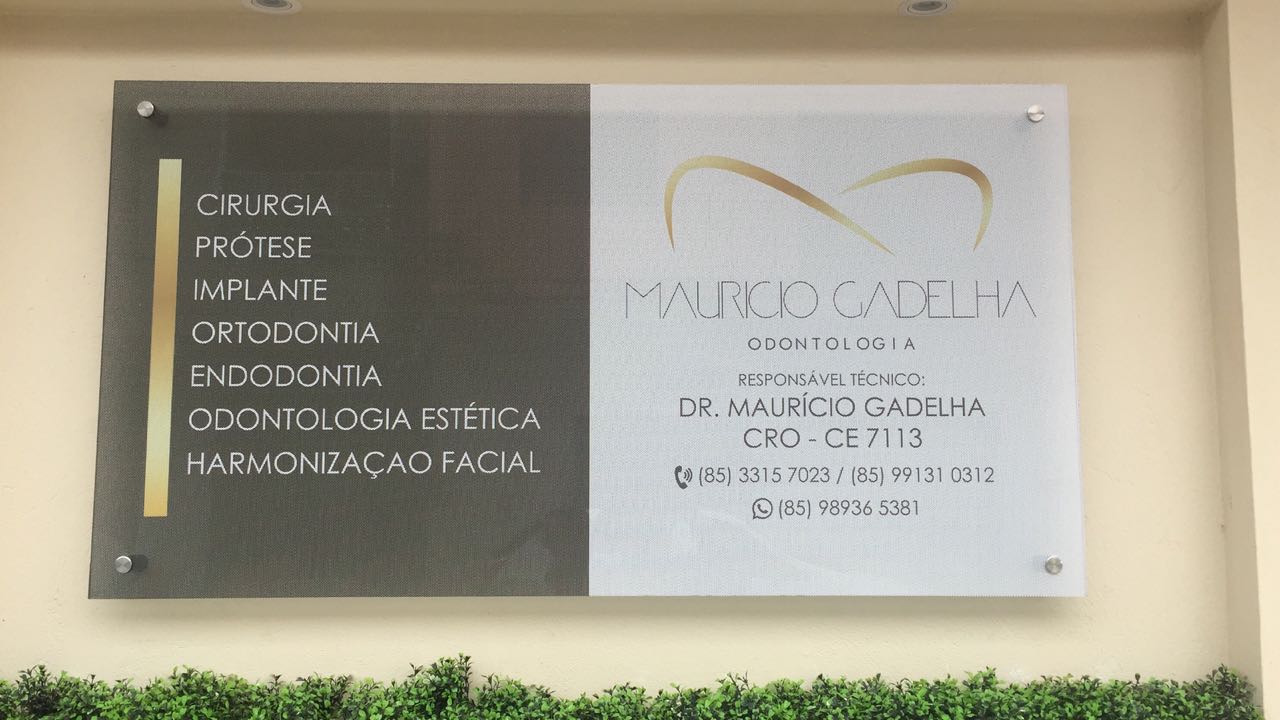 CIRURGIA
PRÓTESE
IMPLANTE
ORTODONTIA
ENDODONTIA
ODONTOLOGIA ESTÉTICA
HARMONIZAÇAO FACIAL
MAURICIO GADELHA
ODONTOLOGIA
RESPONSÁVEL TÉCNICO:
DR. MAURÍCIO GADELHA
CRO - CE 7113
(85) 3315 7023 / (85) 99131 0312
(85) 98936 5381